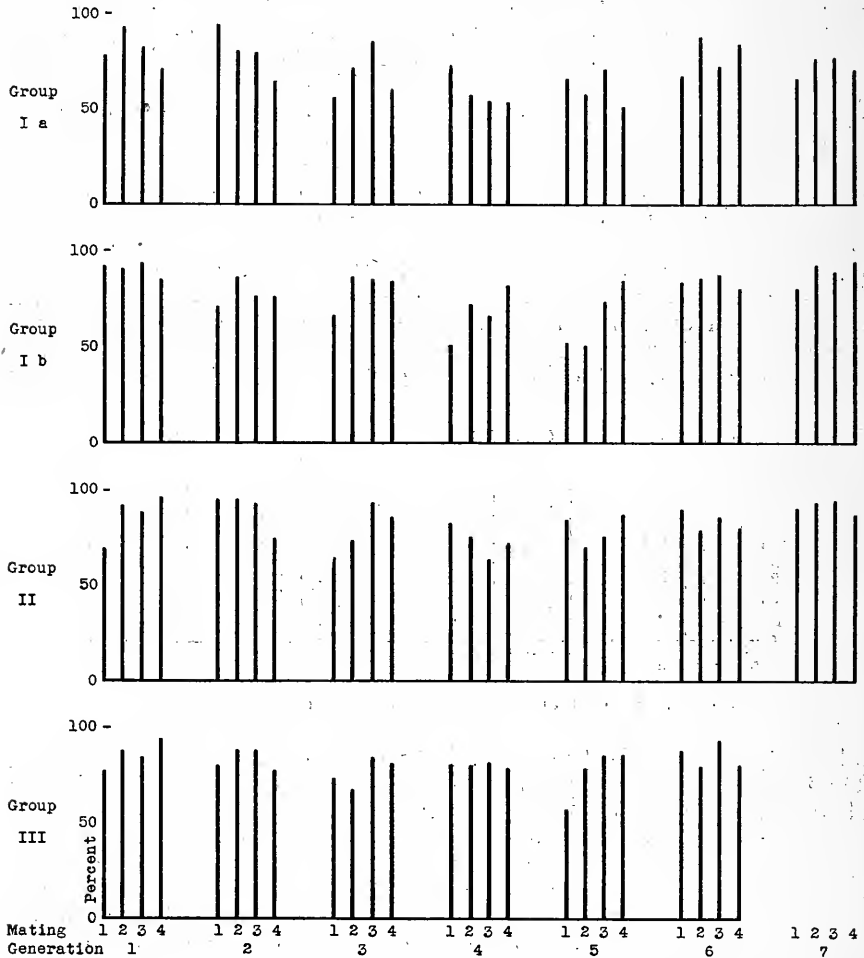 100 -
Group
I a
50
0
100 -
Group
I b
50
0
100 -
Group
II
50
0
100 -
Group
III
50
Percent
0
Mating 1 2 3 4 1 2 3 4 1 2 3 4 1 2 3 4 1 2 3 4 1 2 3 4 1 2 3 4
Generation 1 2 3 4 5 6 7